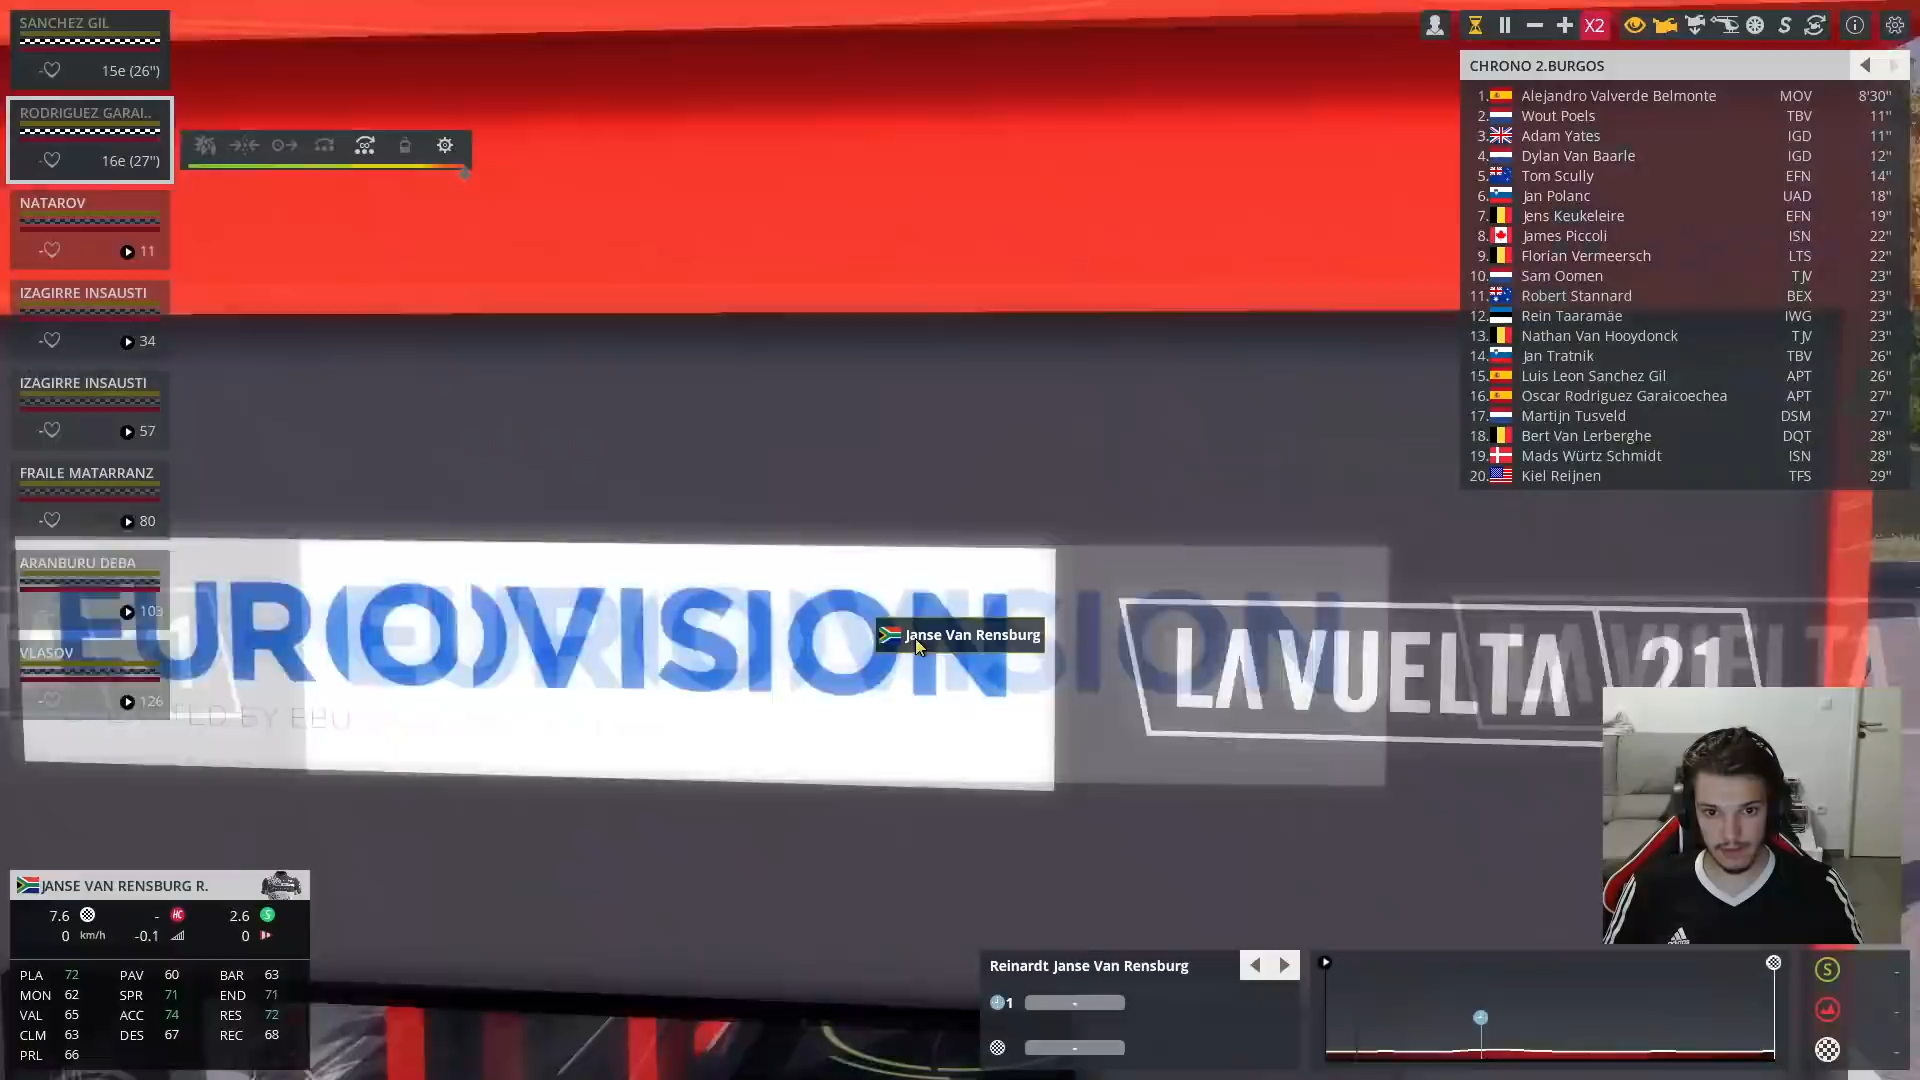 SANCHEZ GIL
15e (26")
RODRIGUEZ GARAI..
16e (27")
NATAROV
11
IZAGIRRE INSAUSTI
34
IZAGIRRE INSAUSTI
57
FRAILE MATARRANZ
80
ARANBURU DEBA
103
VLASOV
126
X2
CHRONO 2.BURGOS
1. Alejandro Valverde Belmonte MOV 8'30"
2. Wout Poels TBV 11"
3. Adam Yates IGD 11"
4. Dylan Van Baarle IGD 12"
5. Tom Scully EFN 14"
6. Jan Polanc UAD 18"
7. Jens Keukeleire EFN 19"
8. James Piccoli ISN 22"
9. Florian Vermeersch LTS 22"
10. Sam Oomen TJV 23"
11. Robert Stannard BEX 23"
12. Rein Taaramäe IWG 23"
13. Nathan Van Hooydonck TJV 23"
14. Jan Tratnik TBV 26"
15. Luis Leon Sanchez Gil APT 26"
16. Oscar Rodriguez Garaicoechea APT 27"
17. Martijn Tusveld DSM 27"
18. Bert Van Lerberghe DQT 28"
19. Mads Würtz Schmidt ISN 28"
20. Kiel Reijnen TFS 29"
EUR(O)VISION
BY EBU
Janse Van Rensburg
LA VUELTA 21
JANSE VAN RENSBURG R.
7.6 - HC 2.6 S
0 km/h -0.1 0
PLA 72 PAV 60 BAR 63
MON 62 SPR 71 END 71
VAL 65 ACC 74 RES 72
CLM 63 DES 67 REC 68
PRL 66
Reinardt Janse Van Rensburg
1 -
-
S -
-
-
adidas